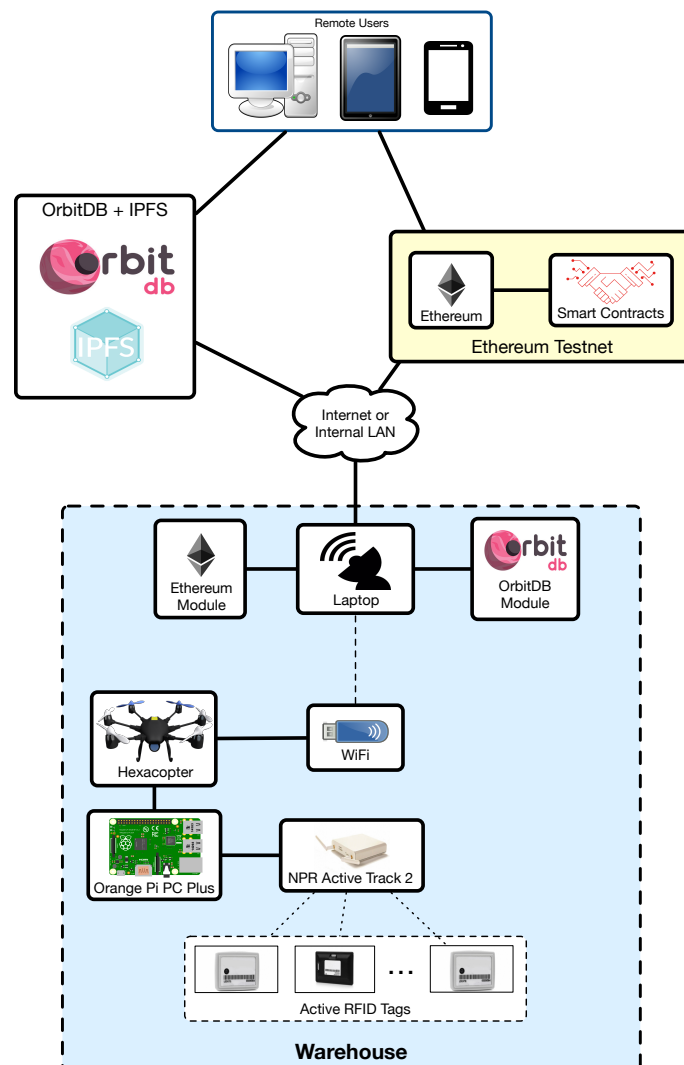 Remote Users
OrbitDB + IPFS
Orbit
db
IPFS
Ethereum
Smart Contracts
Ethereum Testnet
Internet or
Internal LAN
Ethereum
Module
Laptop
Orbit
db
OrbitDB
Module
Hexacopter
WiFi
Orange Pi PC Plus
NPR Active Track 2
...
Active RFID Tags
Warehouse